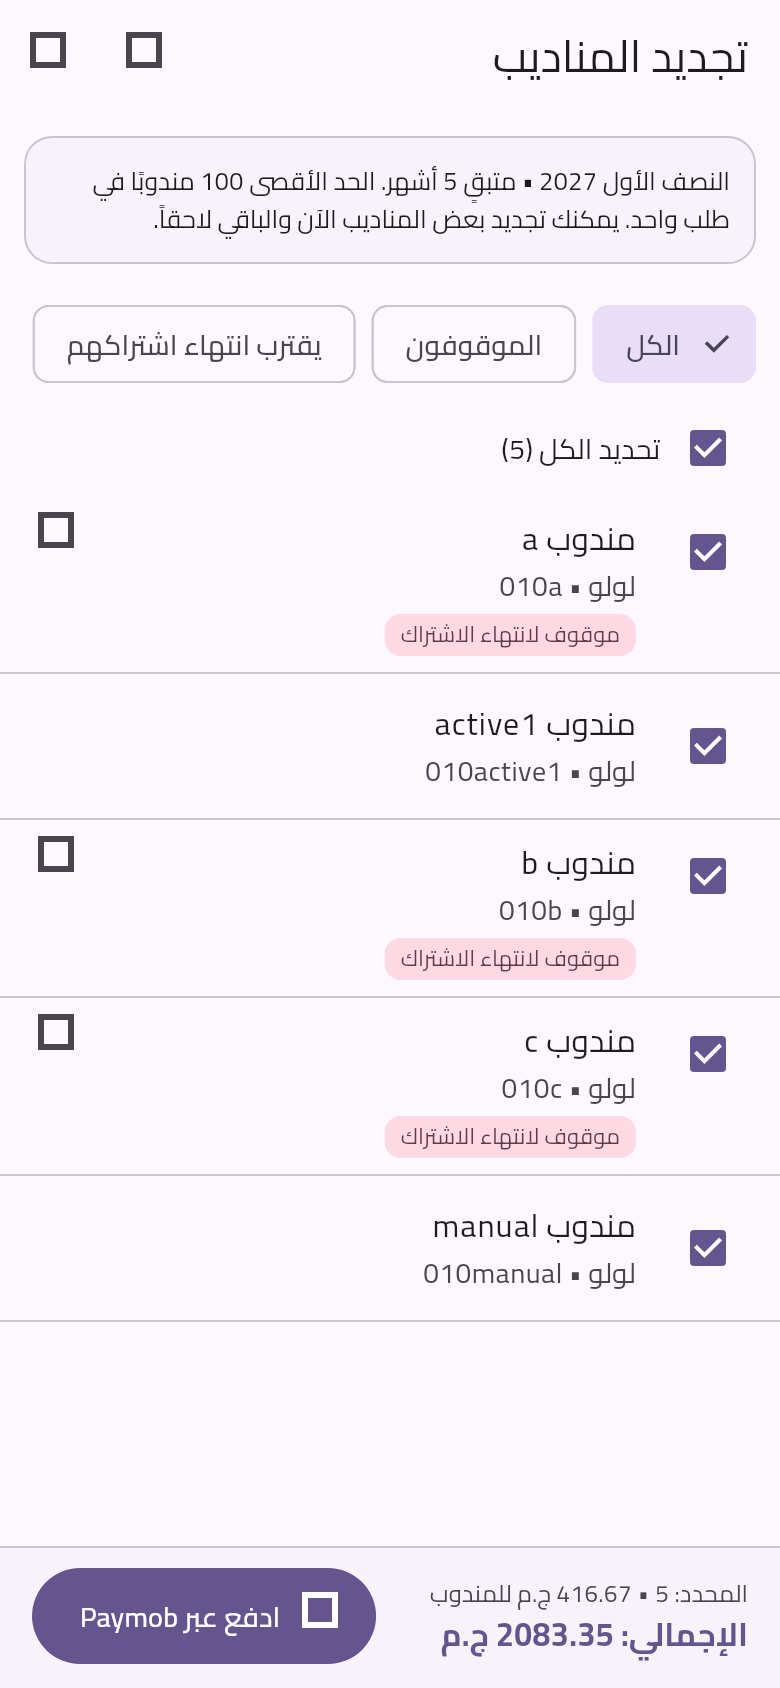 تجديد المناديب
النصف الأول 2027 • متبقٍ 5 أشهر. الحد الأقصى 100 مندوبًا في
طلب واحد. يمكنك تجديد بعض المناديب الآن والباقي لاحقاً.
الكل
الموقوفون
يقترب انتهاء اشتراكهم
تحديد الكل (5)
مندوب a
لولو • 010a
موقوف لانتهاء الاشتراك
مندوب active1
لولو • 010active1
مندوب b
لولو • 010b
موقوف لانتهاء الاشتراك
مندوب c
لولو • 010c
موقوف لانتهاء الاشتراك
مندوب manual
لولو • 010manual
المحدد: 5 • 416.67 ج.م للمندوب
الإجمالي: 2083.35 ج.م
ادفع عبر Paymob